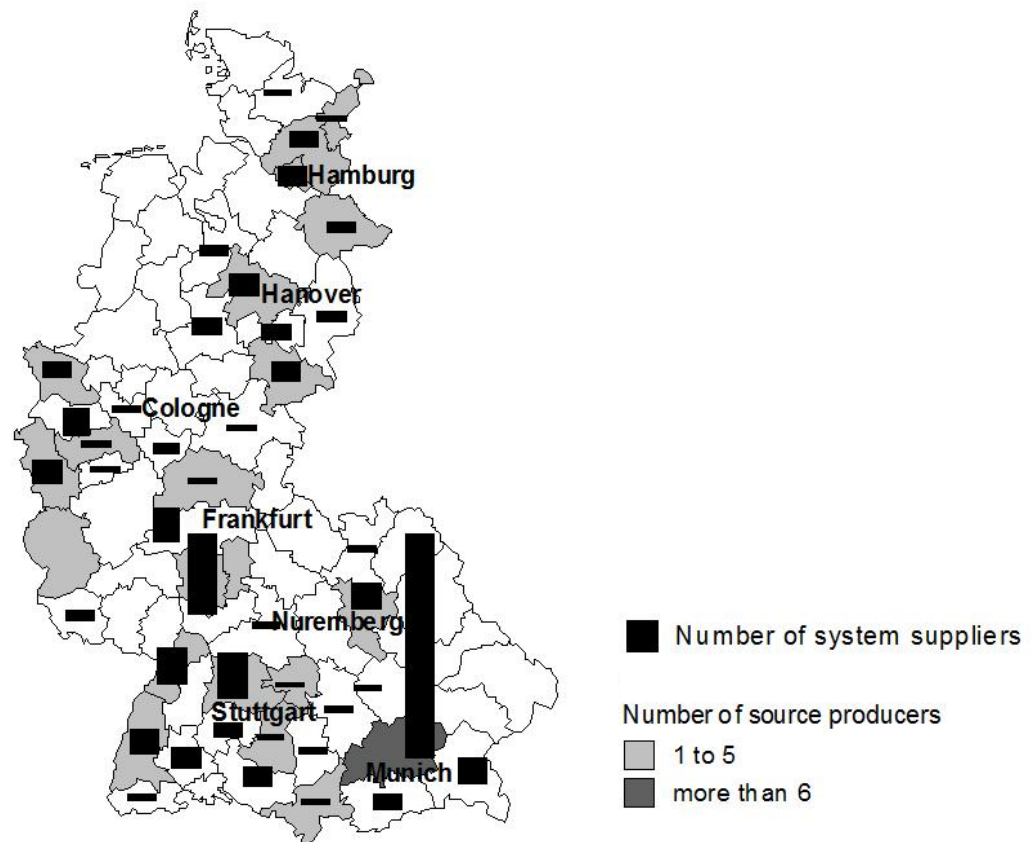 Hamburg
Hanover
Cologne
Frankfurt
Nuremberg
Stuttgart
Munich
Number of system suppliers
Number of source producers
1 to 5
more than 6